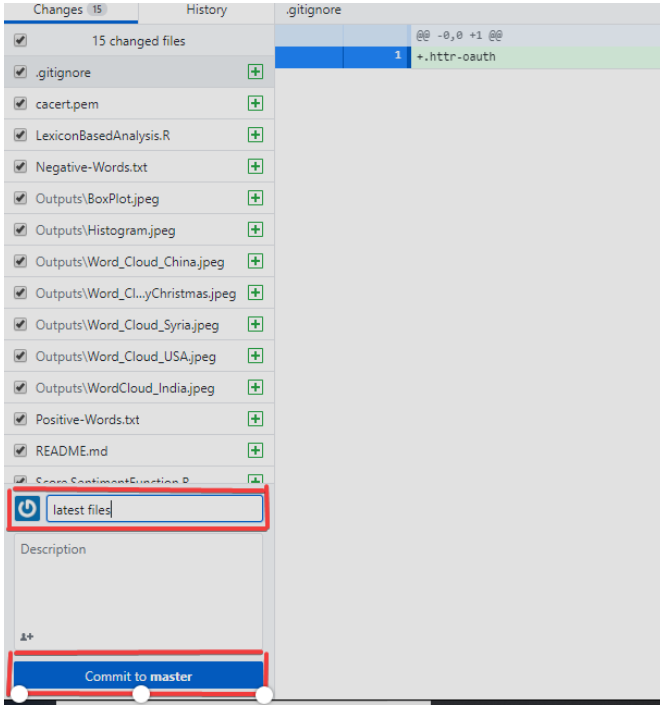 Changes 15 History .gitignore
15 changed files
@@ -0,0 +1 @@
1 +.httr-oauth
.gitignore
cacert.pem
LexiconBasedAnalysis.R
Negative-Words.txt
Outputs\BoxPlot.jpeg
Outputs\Histogram.jpeg
Outputs\Word_Cloud_China.jpeg
Outputs\Word_Cl...yChristmas.jpeg
Outputs\Word_Cloud_Syria.jpeg
Outputs\Word_Cloud_USA.jpeg
Outputs\WordCloud_India.jpeg
Positive-Words.txt
README.md
Score.SentimentFunction.R
latest files
Description
Commit to master